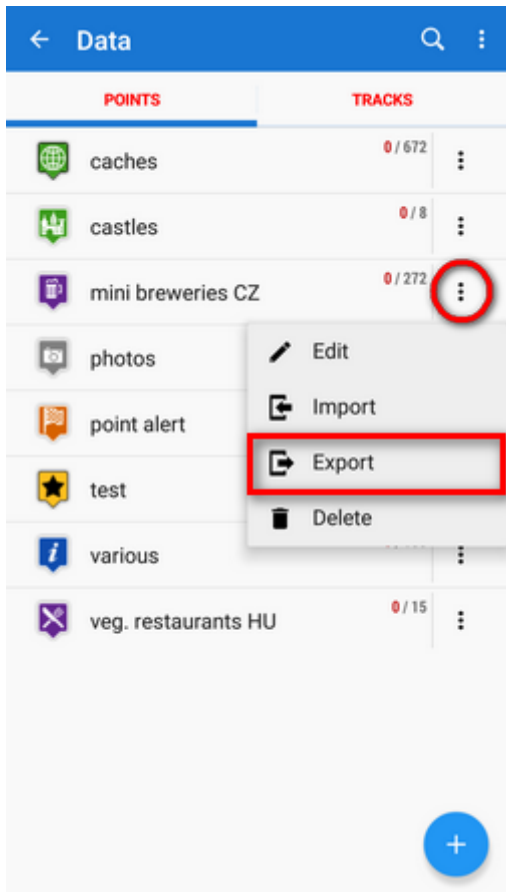 Data
POINTS
TRACKS
caches
0 / 672
castles
0 / 8
mini breweries CZ
0 / 272
photos
Edit
point alert
Import
test
Export
various
Delete
veg. restaurants HU
0 / 15